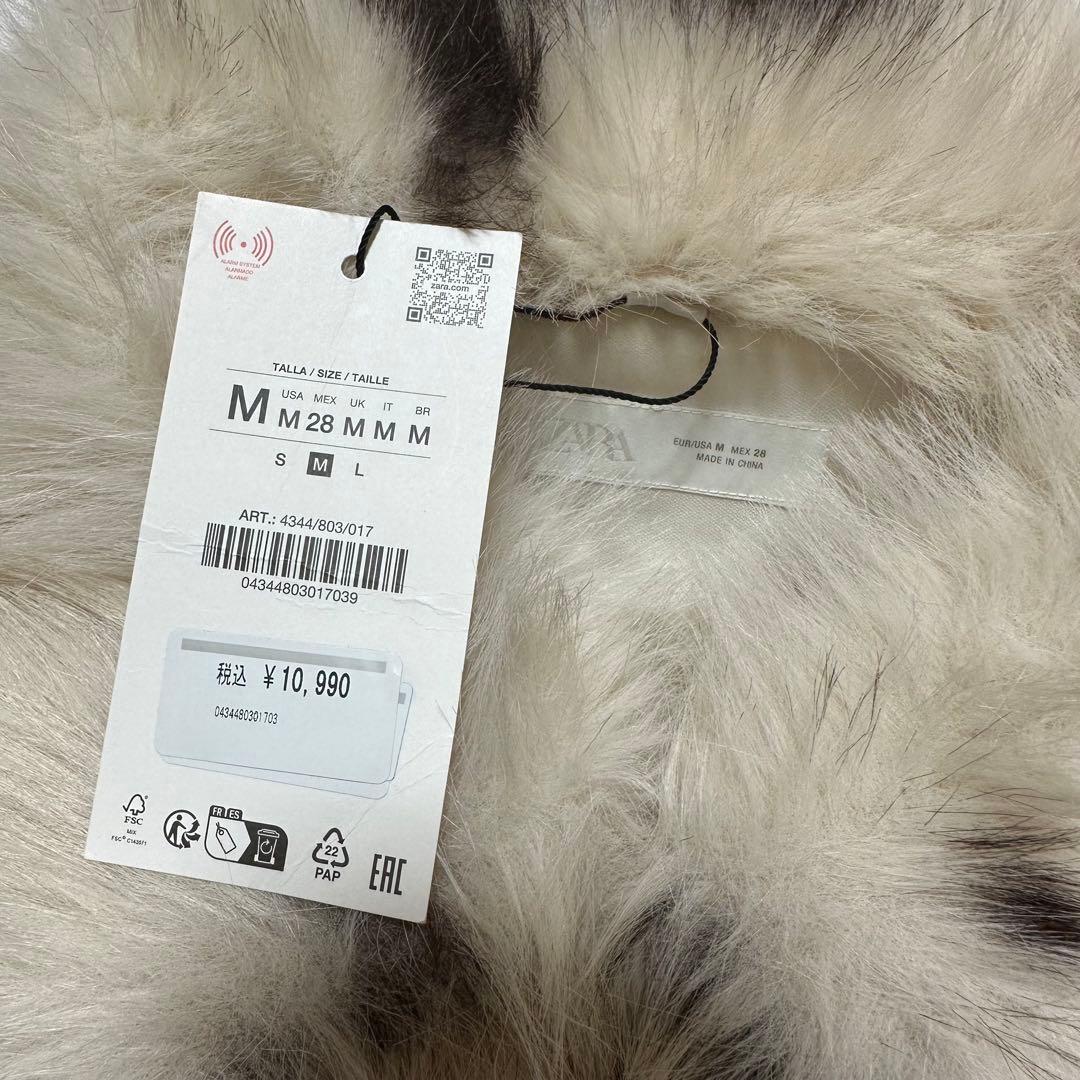 ALARM SYSTEM
ALARMADO
ALARME
zara.com
TALLA / SIZE / TAILLE
USA MEX UK IT BR
M M 28 M M M
S M L
ART.: 4344/803/017
04344803017039
税込 ¥10,990
0434480301703
FSC
MIX
FSC® C143571
FR ES
22
PAP
EAC
ZARA
EUR/USA M MEX 28
MADE IN CHINA